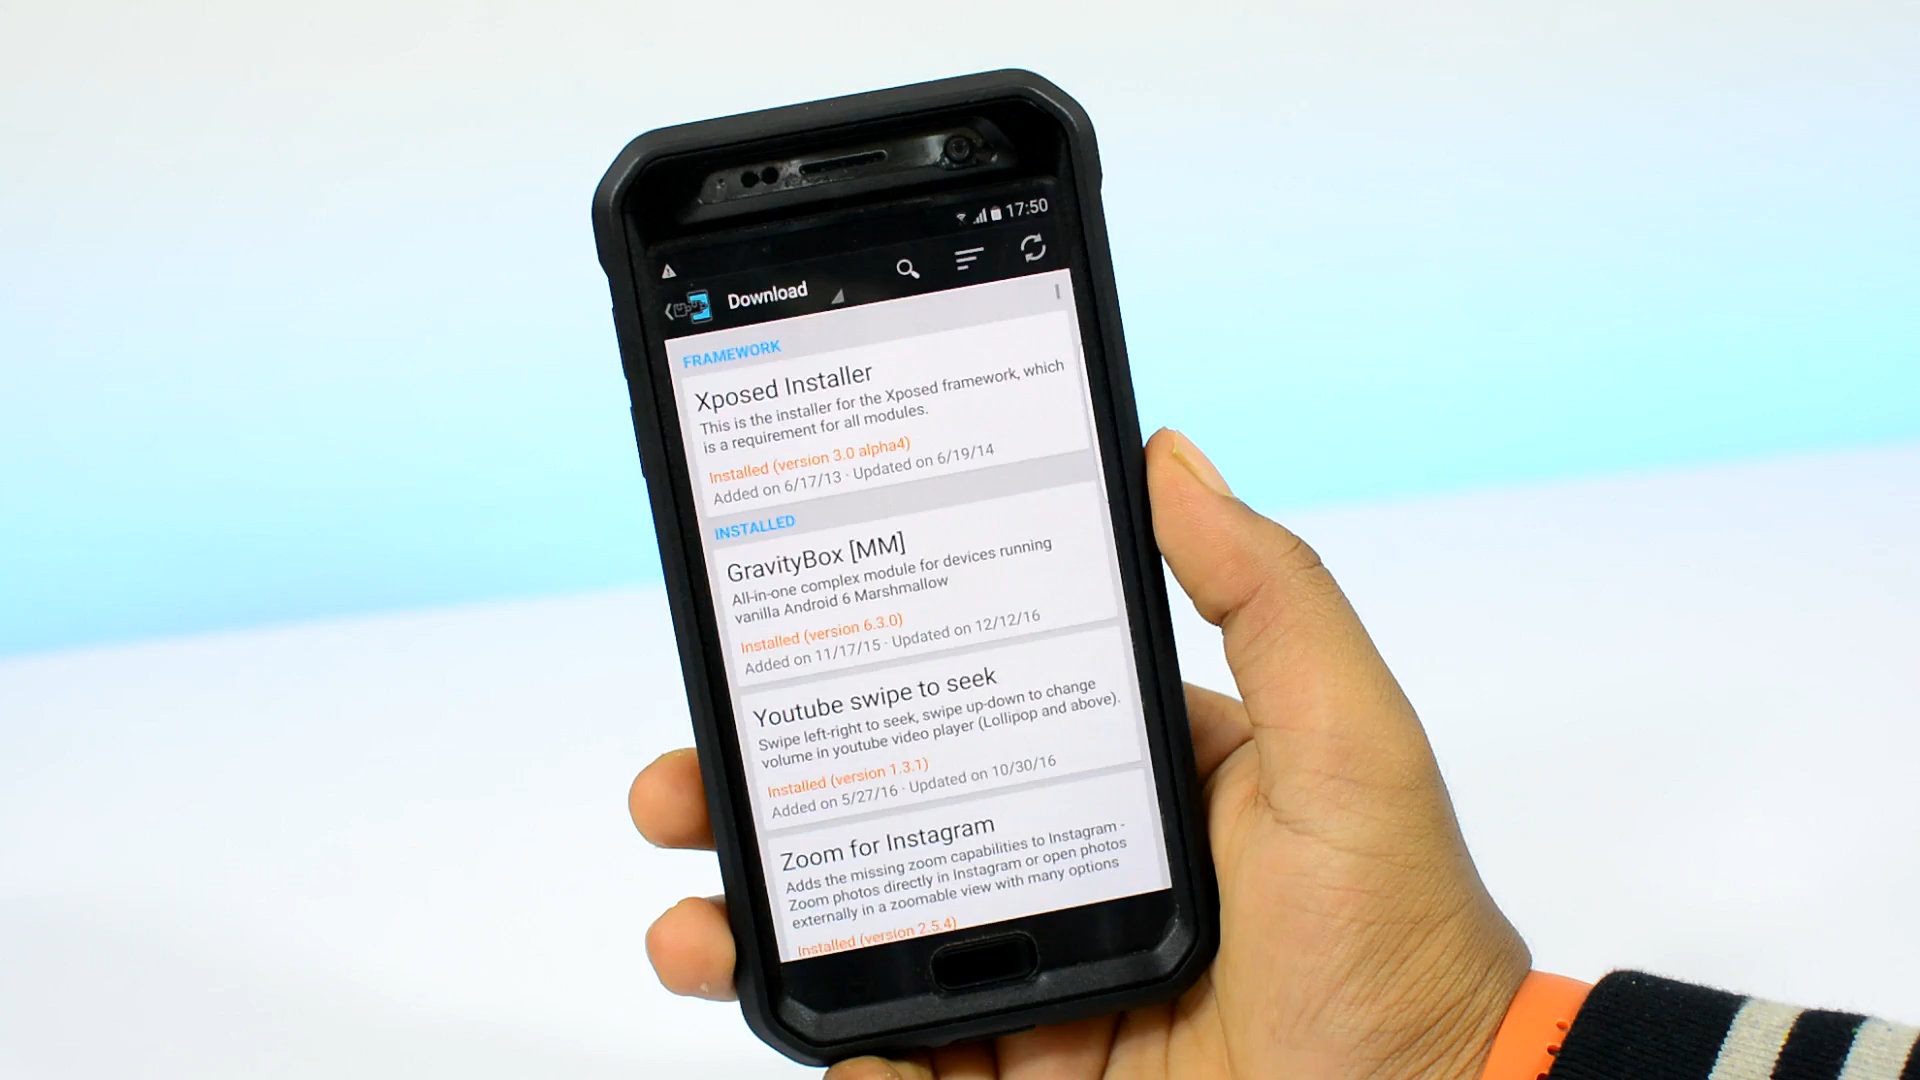 17:50
Download
FRAMEWORK
Xposed Installer
This is the installer for the Xposed framework, which
is a requirement for all modules.
Installed (version 3.0 alpha4)
Added on 6/17/13 · Updated on 6/19/14
INSTALLED
GravityBox [MM]
All-in-one complex module for devices running
vanilla Android 6 Marshmallow
Installed (version 6.3.0)
Added on 11/17/15 · Updated on 12/12/16
Youtube swipe to seek
Swipe left-right to seek, swipe up-down to change
volume in youtube video player (Lollipop and above).
Installed (version 1.3.1)
Added on 5/27/16 · Updated on 10/30/16
Zoom for Instagram
Adds the missing zoom capabilities to Instagram -
Zoom photos directly in Instagram or open photos
externally in a zoomable view with many options
Installed (version 2.5.4)